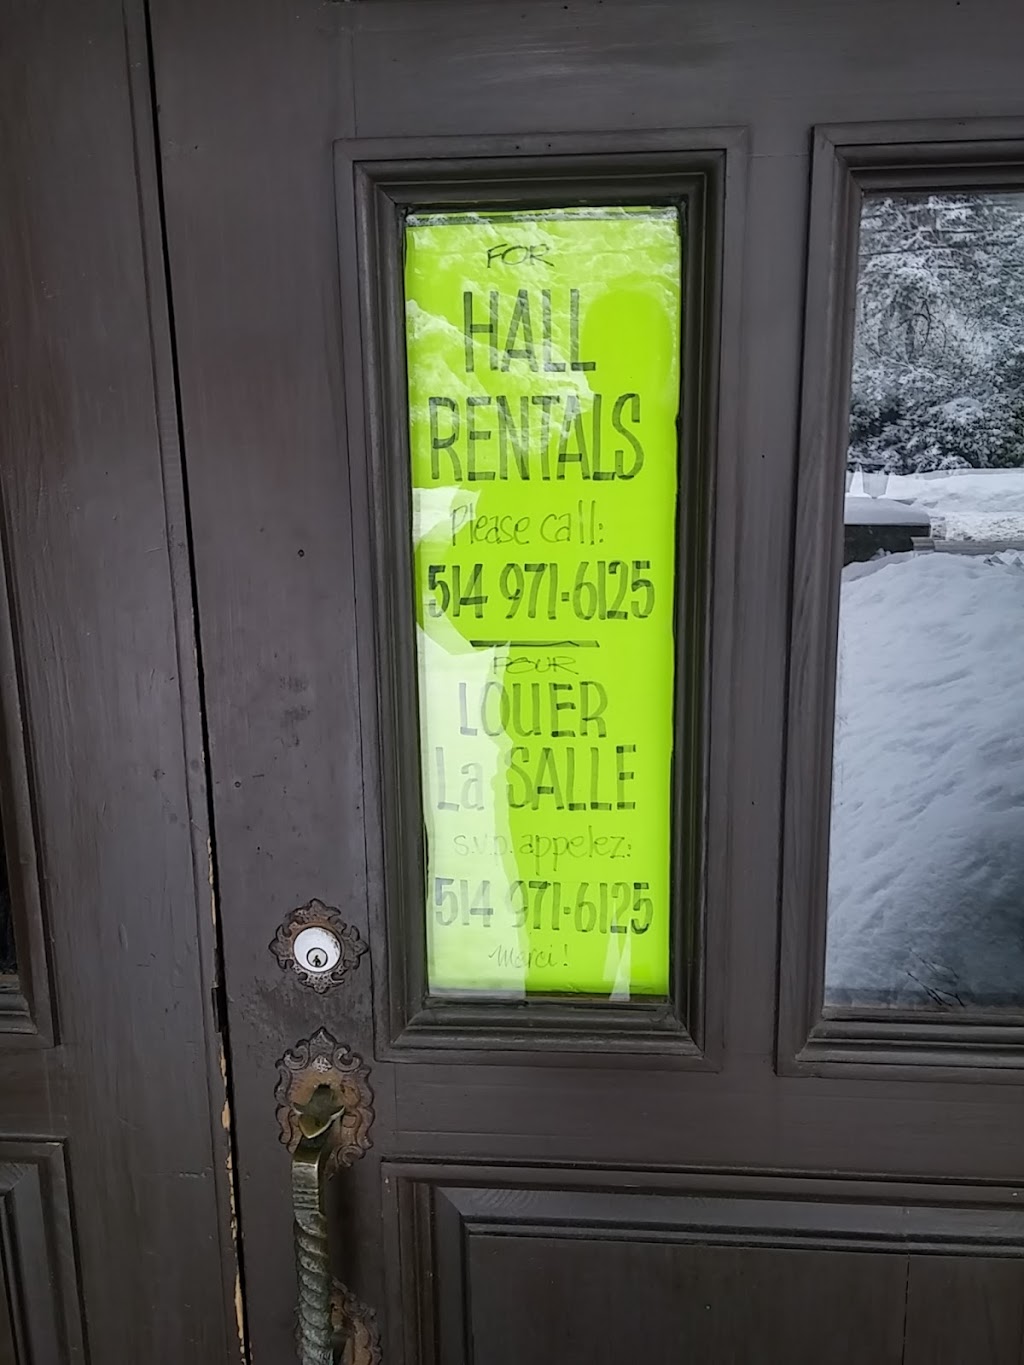 FOR
HALL
RENTALS
Please call:
514 971-6125
POUR
LOUER
La SALLE
s.v.p. appelez:
514 971-6125
Merci!